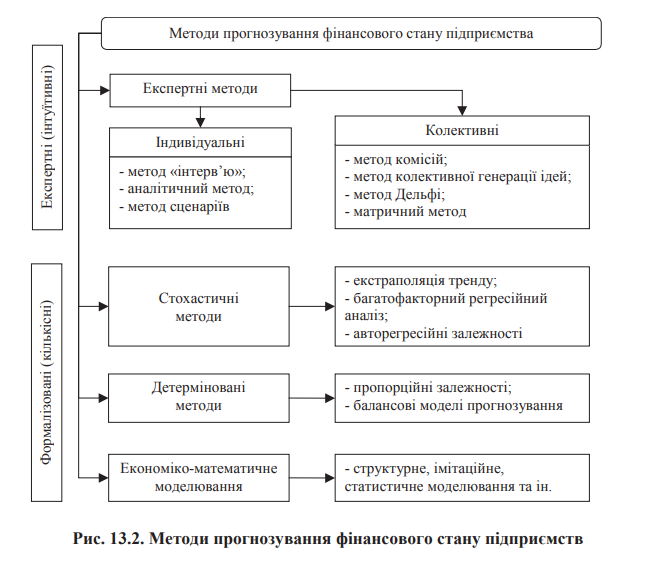 Методи прогнозування фінансового стану підприємства
Експертні (інтуїтивні)
Експертні методи
Індивідуальні
- метод «інтерв’ю»;
- аналітичний метод;
- метод сценаріїв
Колективні
- метод комісій;
- метод колективної генерації ідей;
- метод Дельфі;
- матричний метод
Формалізовані (кількісні)
Стохастичні
методи
- екстраполяція тренду;
- багатофакторний регресійний
аналіз;
- авторегресійні залежності
Детерміновані
методи
- пропорційні залежності;
- балансові моделі прогнозування
Економіко-математичне
моделювання
- структурне, імітаційне,
статистичне моделювання та ін.
Рис. 13.2. Методи прогнозування фінансового стану підприємств